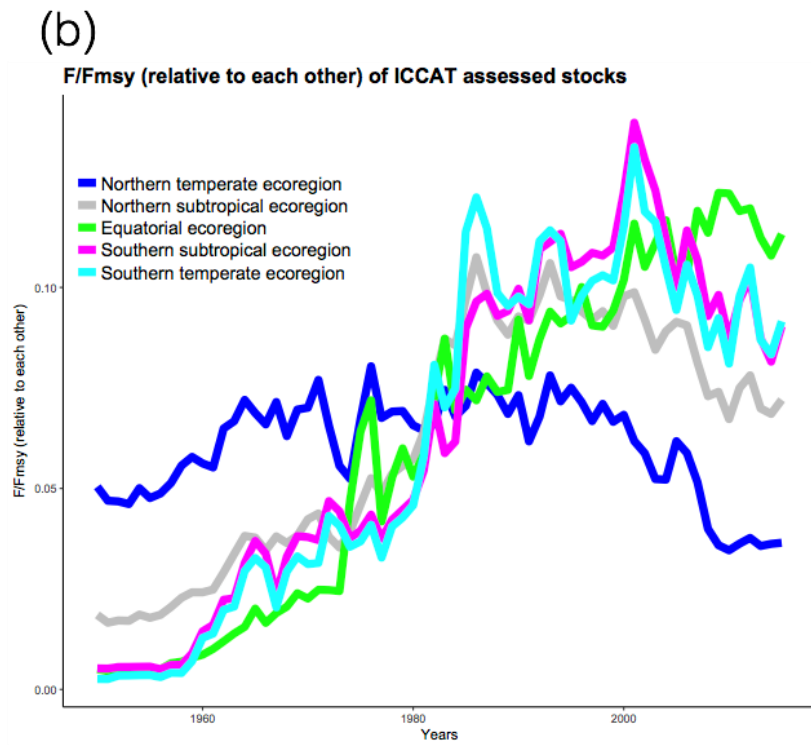 (b)
F/Fmsy (relative to each other) of ICCAT assessed stocks
Northern temperate ecoregion
Northern subtropical ecoregion
Equatorial ecoregion
Southern subtropical ecoregion
Southern temperate ecoregion
F/Fmsy (relative to each other)
0.10
0.05
0.00
1960
1980
2000
Years